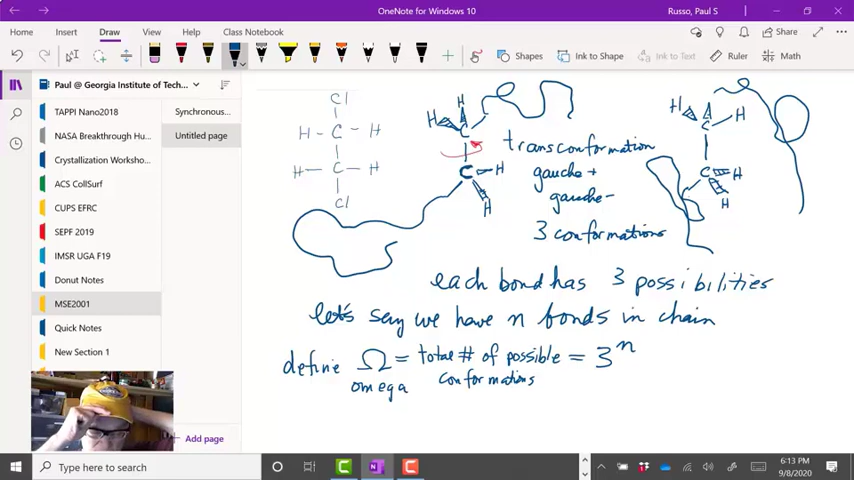 OneNote for Windows 10
Russo, Paul S
Home Insert Draw View Help Class Notebook
Share
Shapes Ink to Shape Ink to Text Ruler Math
Paul @ Georgia Institute of Tech...
TAPPI Nano2018
NASA Breakthrough Hu...
Crystallization Worksho...
ACS CollSurf
CUPS EFRC
SEPF 2019
IMSR UGA F19
Donut Notes
MSE2001
Quick Notes
New Section 1
Synchronous...
Untitled page
Add page
Cl
H - C - H
H - C - H
Cl
H
H
C
C H
H
trans conformation
gauche +
gauche -
3 conformations
H H
C
C H
H
each bond has 3 possibilities
let's say we have n bonds in chain
define Ω = total # of possible = 3^n
omega conformations
Type here to search
6:13 PM
9/8/2020